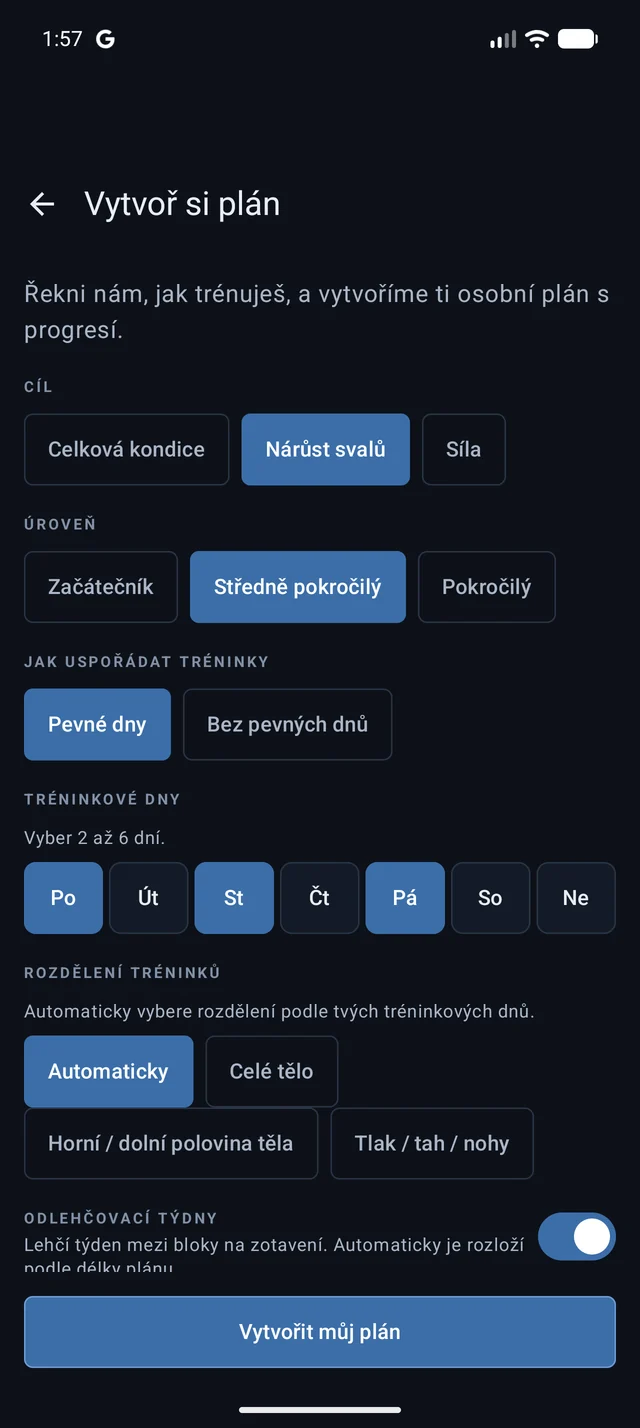 1:57 G
Vytvoř si plán
Řekni nám, jak trénuješ, a vytvoříme ti osobní plán s
progresí.
CÍL
Celková kondice Nárůst svalů Síla
ÚROVEŇ
Začátečník Středně pokročilý Pokročilý
JAK USPOŘÁDAT TRÉNINKY
Pevné dny Bez pevných dnů
TRÉNINKOVÉ DNY
Vyber 2 až 6 dní.
Po Út St Čt Pá So Ne
ROZDĚLENÍ TRÉNINKŮ
Automaticky vybere rozdělení podle tvých tréninkových dnů.
Automaticky Celé tělo
Horní / dolní polovina těla Tlak / tah / nohy
ODLEHČOVACÍ TÝDNY
Lehčí týden mezi bloky na zotavení. Automaticky je rozloží
podle délky plánu
Vytvořit můj plán